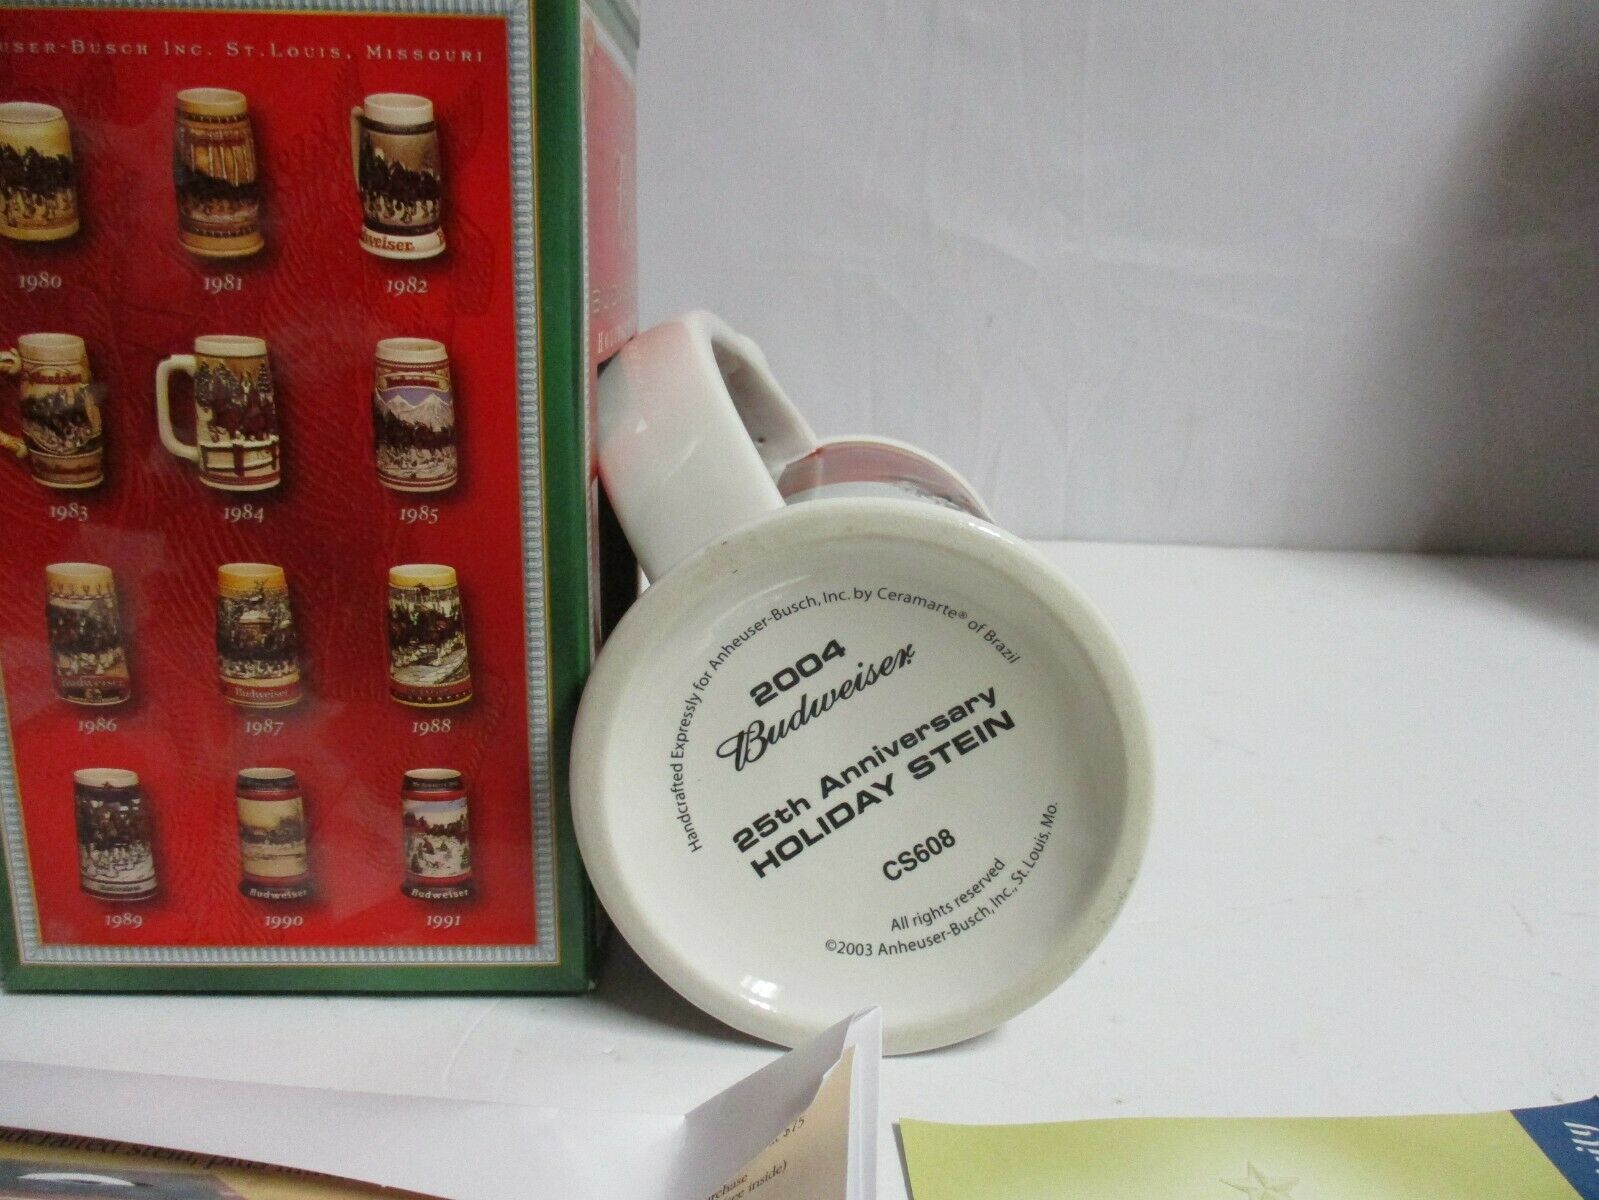 BUSCH INC. ST. LOUIS, MISSOURI
1980 1981 1982
1983 1984 1985
Budweiser Budweiser
1986 1987 1988
Budweiser Budweiser
1989 1990 1991
Handcrafted Expressly for Anheuser-Busch, Inc. by Ceramarte® of Brazil
2004
Budweiser
25th Anniversary
HOLIDAY STEIN
CS608
All rights reserved
©2003 Anheuser-Busch, Inc., St. Louis, Mo.
$75
inside)